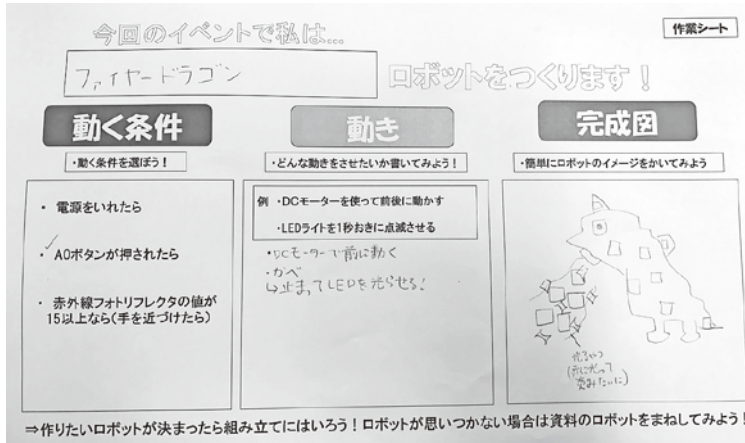 今回のイベントで私は...
作業シート
ファイヤードラゴン
ロボットをつくります!
動く条件
・動く条件を選ぼう!
・電源をいれたら
・A0ボタンが押されたら
・赤外線フォトリフレクタの値が
15以上なら(手を近づけたら)
動き
・どんな動きをさせたいか書いてみよう!
例 ・DCモーターを使って前後に動かす
・LEDライトを1秒おきに点滅させる
・DCモーターで前に動く
・かべ
↳止まってLEDを光らせる!
完成図
・簡単にロボットのイメージをかいてみよう
光るやつ
⇒作りたいロボットが決まったら組み立てにはいろう!ロボットが思いつかない場合は資料のロボットをまねしてみよう!